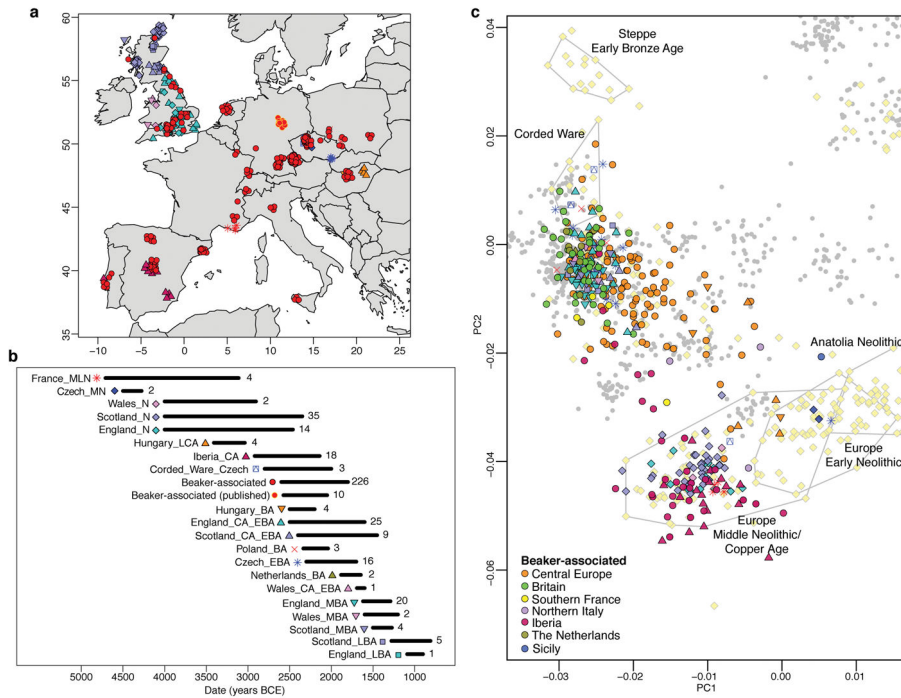 a
60
55
50
45
40
35
−10
−5
0
5
10
15
20
25
b
France_MLN 4
Czech_MN 2
Wales_N 2
Scotland_N 35
England_N 14
Hungary_LCA 4
Iberia_CA 18
Corded_Ware_Czech 3
Beaker-associated 226
Beaker-associated (published) 10
Hungary_BA 4
England_CA_EBA 25
Scotland_CA_EBA 9
Poland_BA 3
Czech_EBA 16
Netherlands_BA 2
Wales_CA_EBA 1
England_MBA 20
Wales_MBA 2
Scotland_MBA 4
Scotland_LBA 5
England_LBA 1
5000 4500 4000 3500 3000 2500 2000 1500 1000
Date (years BCE)
c
0.04
0.02
0.00
−0.02
−0.04
−0.06
PC2
Steppe
Early Bronze Age
Corded Ware
Anatolia Neolithic
Europe
Early Neolithic
Europe
Middle Neolithic/
Copper Age
Beaker-associated
Central Europe
Britain
Southern France
Northern Italy
Iberia
The Netherlands
Sicily
−0.03 −0.02 −0.01 0.00 0.01
PC1